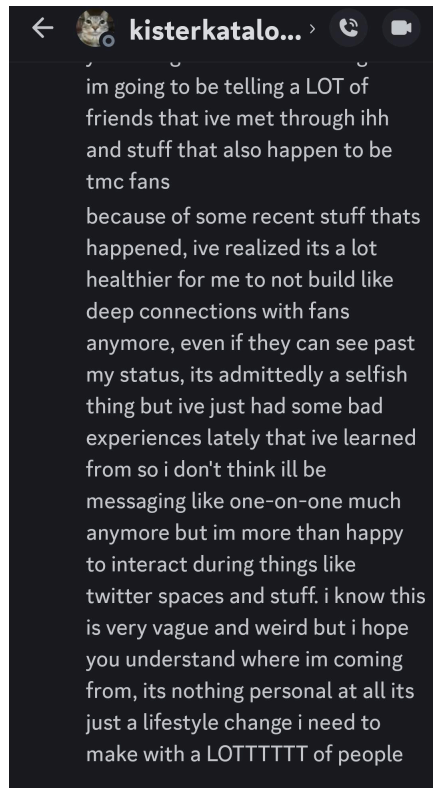 kisterkatalo...
im going to be telling a LOT of
friends that ive met through ihh
and stuff that also happen to be
tmc fans
because of some recent stuff thats
happened, ive realized its a lot
healthier for me to not build like
deep connections with fans
anymore, even if they can see past
my status, its admittedly a selfish
thing but ive just had some bad
experiences lately that ive learned
from so i don't think ill be
messaging like one-on-one much
anymore but im more than happy
to interact during things like
twitter spaces and stuff. i know this
is very vague and weird but i hope
you understand where im coming
from, its nothing personal at all its
just a lifestyle change i need to
make with a LOTTTTTT of people